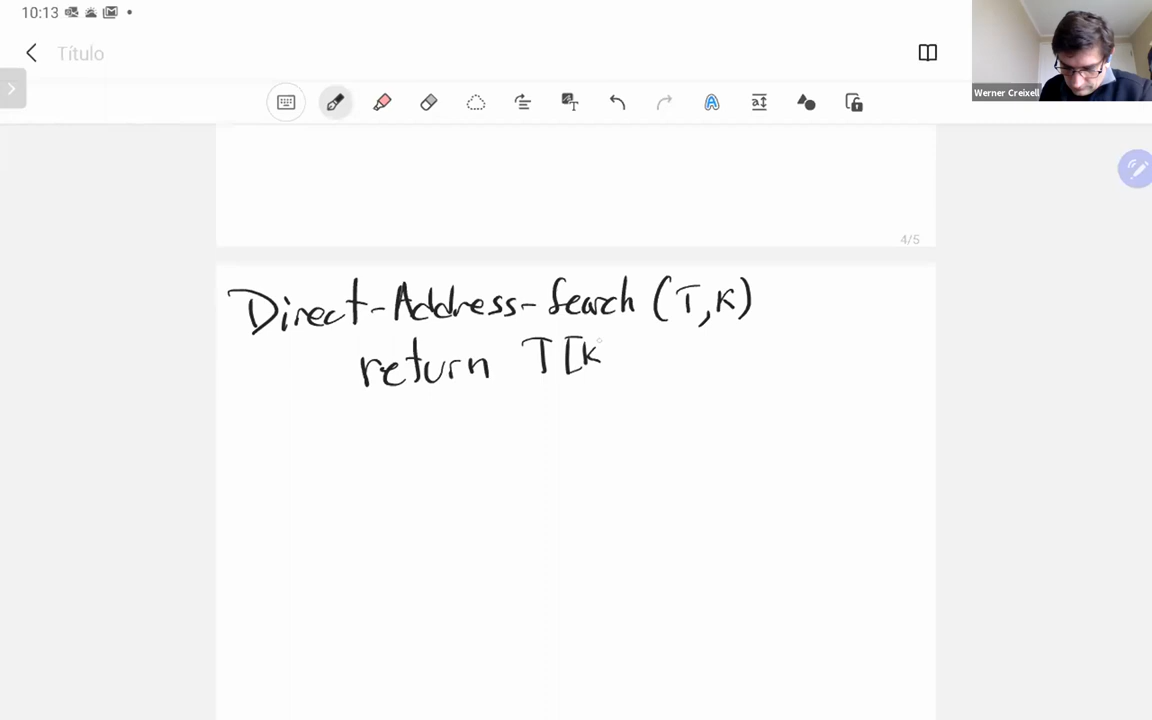 10:13
Título
Werner Creixell
4/5
Direct-Address-Search (T,K)
return T[K